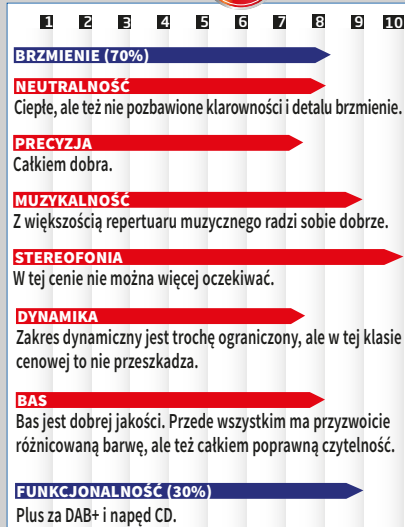 1 2 3 4 5 6 7 8 9 10
BRZMIENIE (70%)
NEUTRALNOŚĆ
Ciepłe, ale też nie pozbawione klarowności i detalu brzmienie.
PRECYZJA
Całkiem dobra.
MUZYKALNOŚĆ
Z większością repertuaru muzycznego radzi sobie dobrze.
STEREOFONIA
W tej cenie nie można więcej oczekiwać.
DYNAMIKA
Zakres dynamiczny jest trochę ograniczony, ale w tej klasie
cenowej to nie przeszkadza.
BAS
Bas jest dobrej jakości. Przede wszystkim ma przyzwoicie
różnicowaną barwę, ale też całkiem poprawną czytelność.
FUNKCJONALNOŚĆ (30%)
Plus za DAB+ i napęd CD.